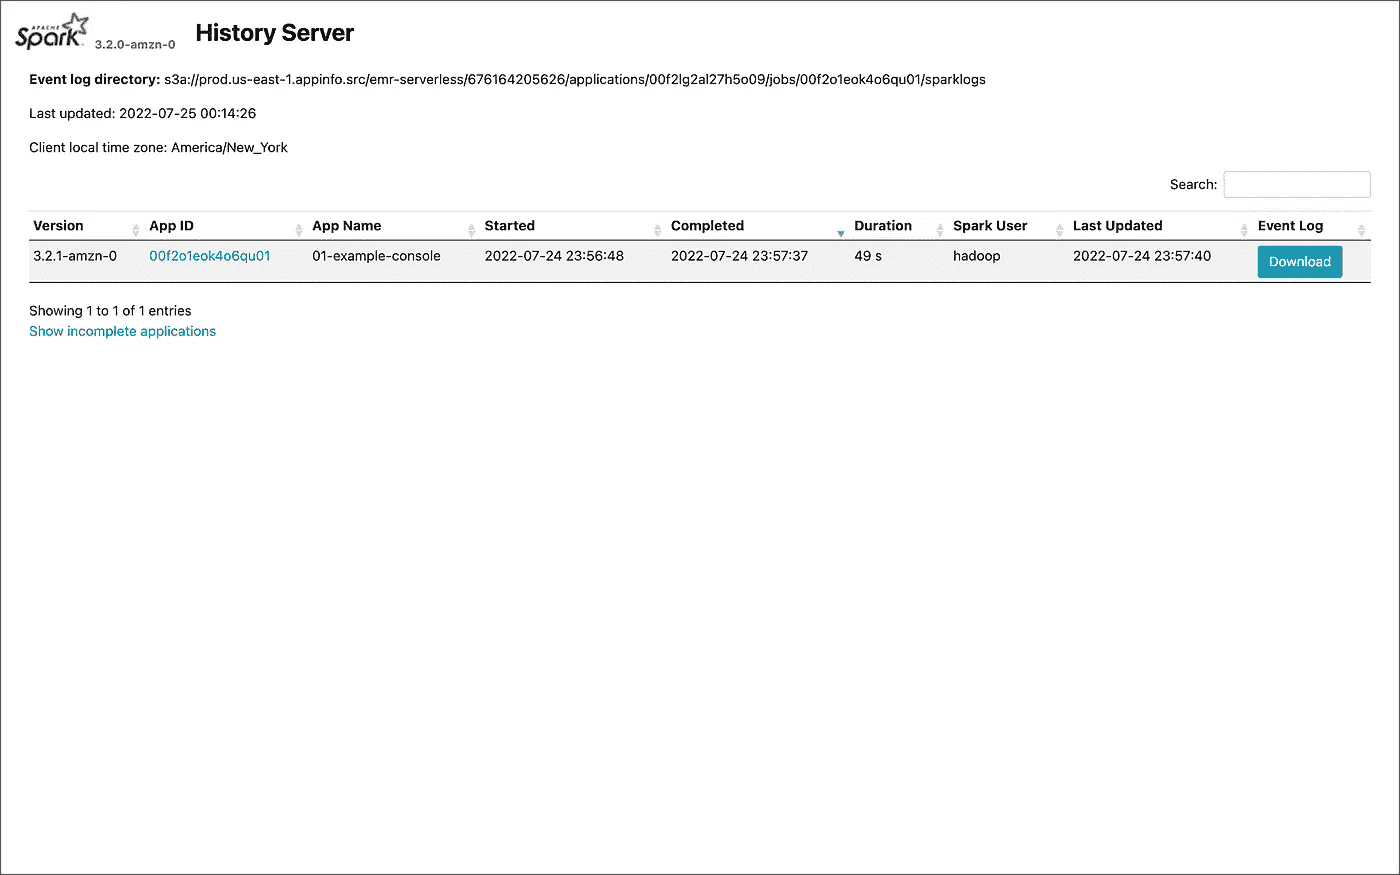 APACHE
Spark 3.2.0-amzn-0 History Server
Event log directory: s3a://prod.us-east-1.appinfo.src/emr-serverless/676164205626/applications/00f2lg2al27h5o09/jobs/00f2o1eok4o6qu01/sparklogs
Last updated: 2022-07-25 00:14:26
Client local time zone: America/New_York
Search:
Version App ID App Name Started Completed Duration Spark User Last Updated Event Log
3.2.1-amzn-0 00f2o1eok4o6qu01 01-example-console 2022-07-24 23:56:48 2022-07-24 23:57:37 49 s hadoop 2022-07-24 23:57:40 Download
Showing 1 to 1 of 1 entries
Show incomplete applications